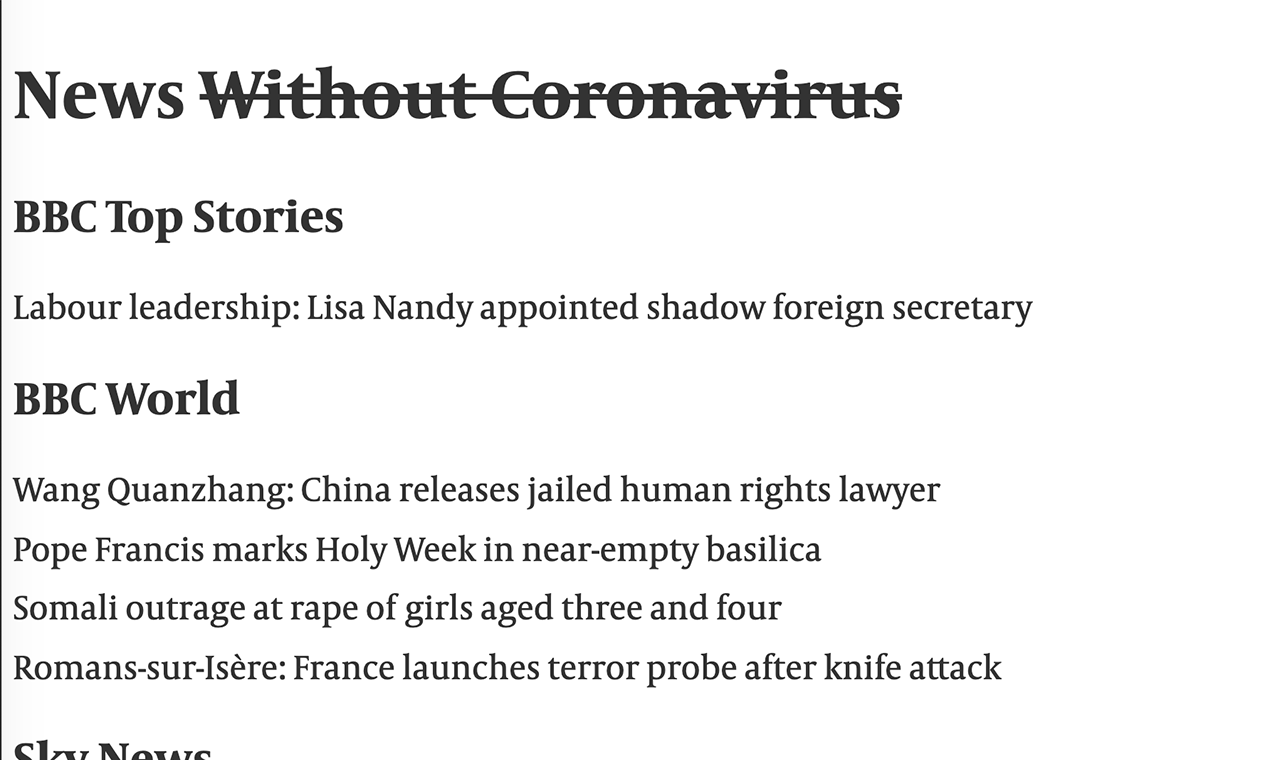 News Without Coronavirus
BBC Top Stories
Labour leadership: Lisa Nandy appointed shadow foreign secretary
BBC World
Wang Quanzhang: China releases jailed human rights lawyer
Pope Francis marks Holy Week in near-empty basilica
Somali outrage at rape of girls aged three and four
Romans-sur-Isère: France launches terror probe after knife attack
Sky News